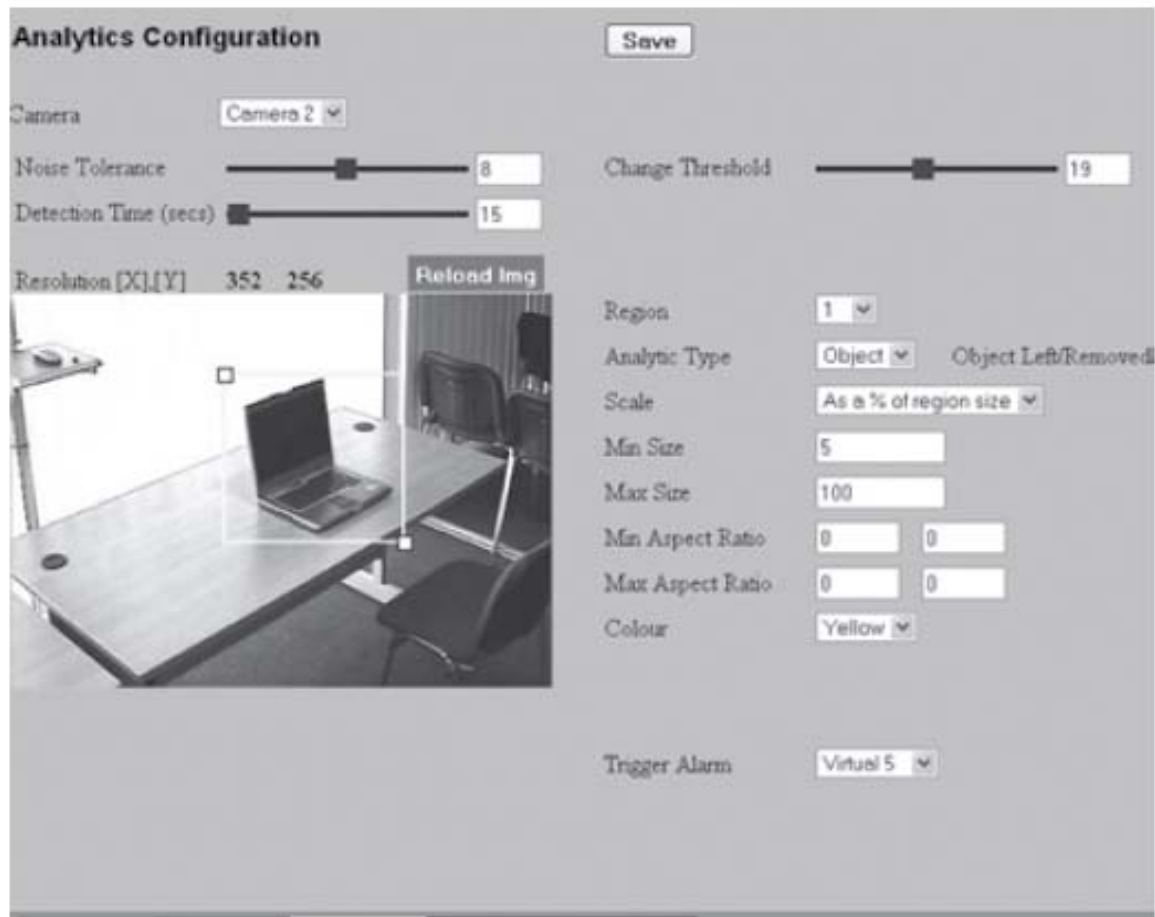 Analytics Configuration
Save
Camera Camera 2
Noise Tolerance 8
Change Threshold 19
Detection Time (secs) 15
Resolution [X],[Y] 352 256
Reload Img
Region 1
Analytic Type Object Object Left/Removed
Scale As a % of region size
Min Size 5
Max Size 100
Min Aspect Ratio 0 0
Max Aspect Ratio 0 0
Colour Yellow
Trigger Alarm Virtual 5